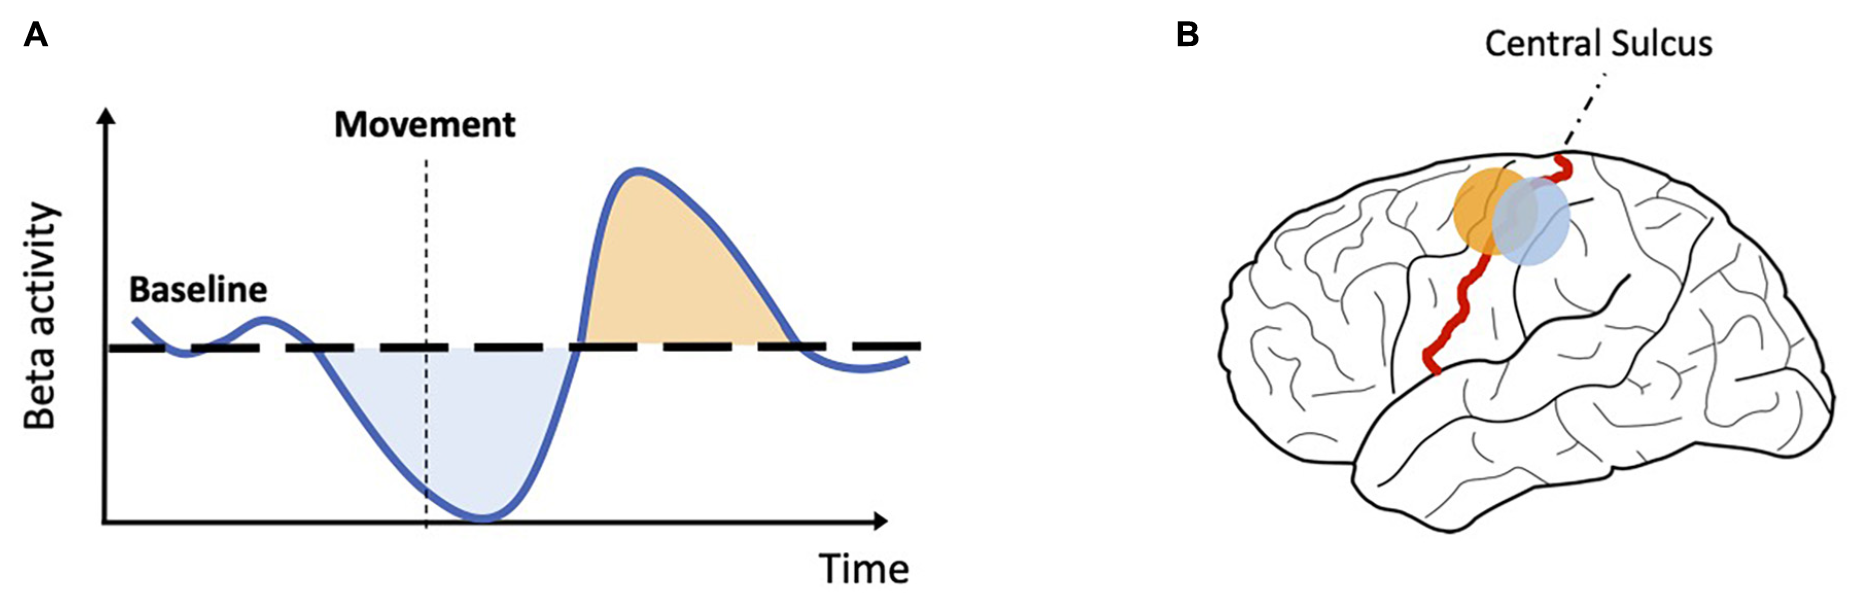 A
Movement
Baseline
Beta activity
Time
B
Central Sulcus